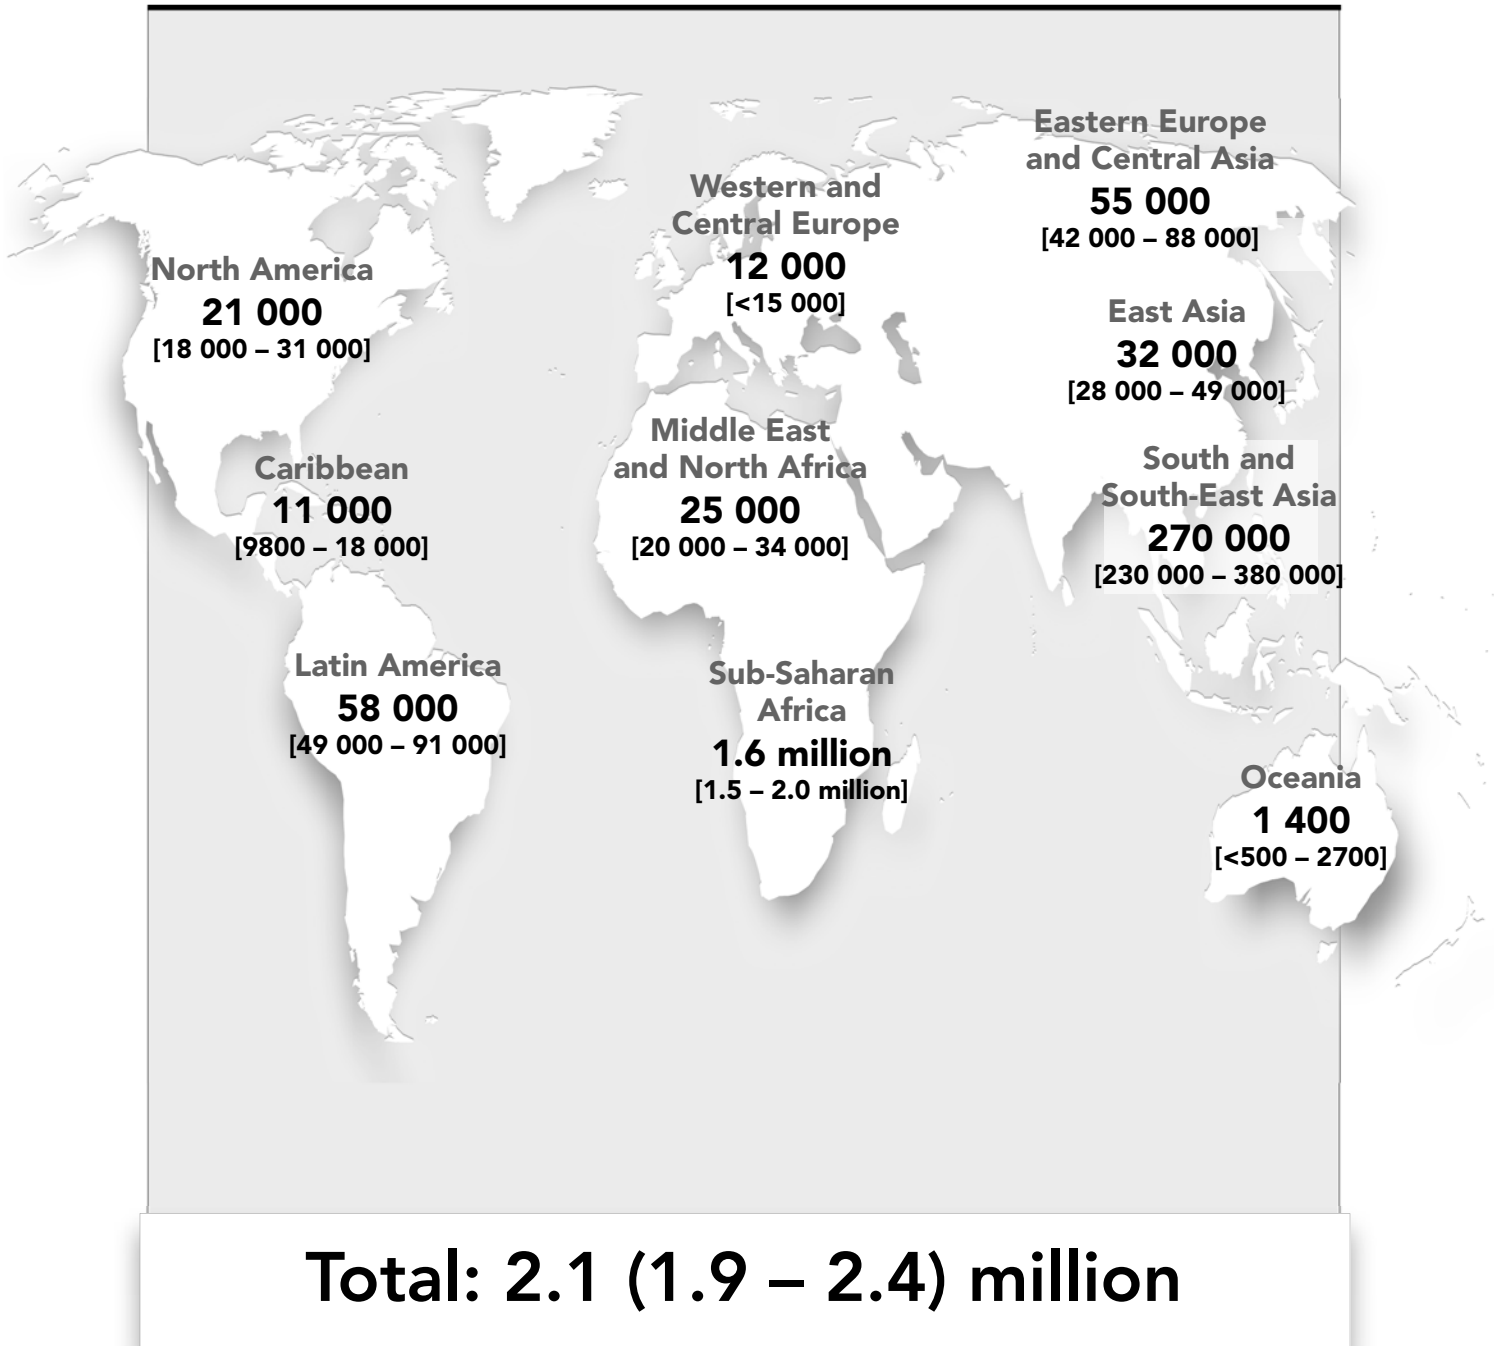 Eastern Europe
and Central Asia
55 000
[42 000 – 88 000]
Western and
Central Europe
12 000
[<15 000]
North America
21 000
[18 000 – 31 000]
East Asia
32 000
[28 000 – 49 000]
Middle East
and North Africa
25 000
[20 000 – 34 000]
Caribbean
11 000
[9800 – 18 000]
South and
South-East Asia
270 000
[230 000 – 380 000]
Latin America
58 000
[49 000 – 91 000]
Sub-Saharan
Africa
1.6 million
[1.5 – 2.0 million]
Oceania
1 400
[<500 – 2700]
Total: 2.1 (1.9 – 2.4) million